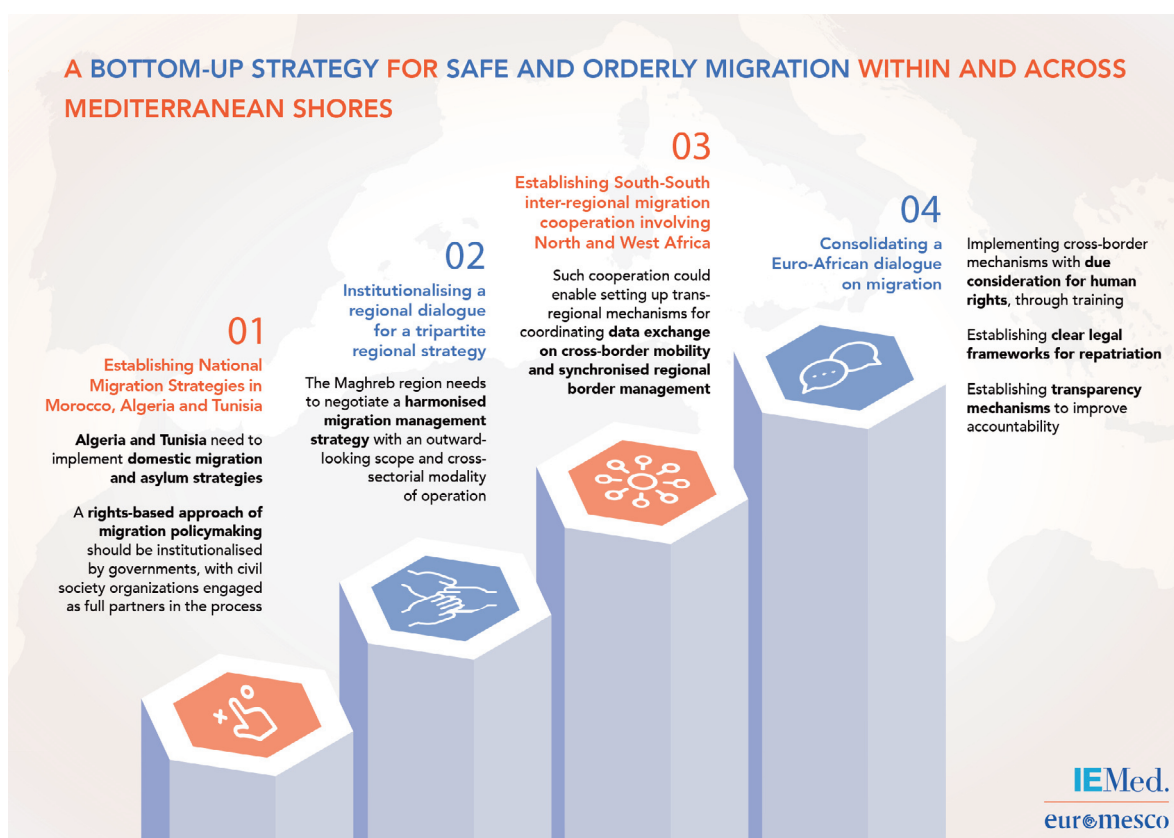 A BOTTOM-UP STRATEGY FOR SAFE AND ORDERLY MIGRATION WITHIN AND ACROSS
MEDITERRANEAN SHORES
01
Establishing National
Migration Strategies in
Morocco, Algeria and Tunisia
Algeria and Tunisia need to
implement domestic migration
and asylum strategies
A rights-based approach of
migration policymaking
should be institutionalised
by governments, with civil
society organizations engaged
as full partners in the process
02
Institutionalising a
regional dialogue
for a tripartite
regional strategy
The Maghreb region needs
to negotiate a harmonised
migration management
strategy with an outward-
looking scope and cross-
sectorial modality
of operation
03
Establishing South-South
inter-regional migration
cooperation involving
North and West Africa
Such cooperation could
enable setting up trans-
regional mechanisms for
coordinating data exchange
on cross-border mobility
and synchronised regional
border management
04
Consolidating a
Euro-African dialogue
on migration
Implementing cross-border
mechanisms with due
consideration for human
rights, through training
Establishing clear legal
frameworks for repatriation
Establishing transparency
mechanisms to improve
accountability
IEMed.
euromesco